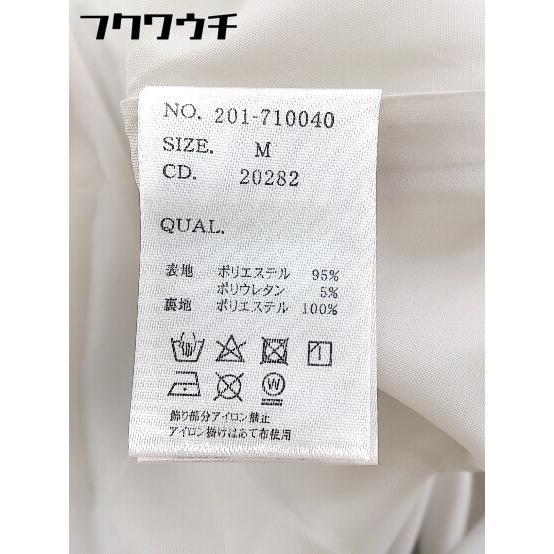 フクワウチ
NO. 201-710040
SIZE. M
CD. 20282
QUAL.
表地 ポリエステル 95%
ポリウレタン 5%
裏地 ポリエステル 100%
W
飾り部分アイロン禁止
アイロン掛けはあて布使用